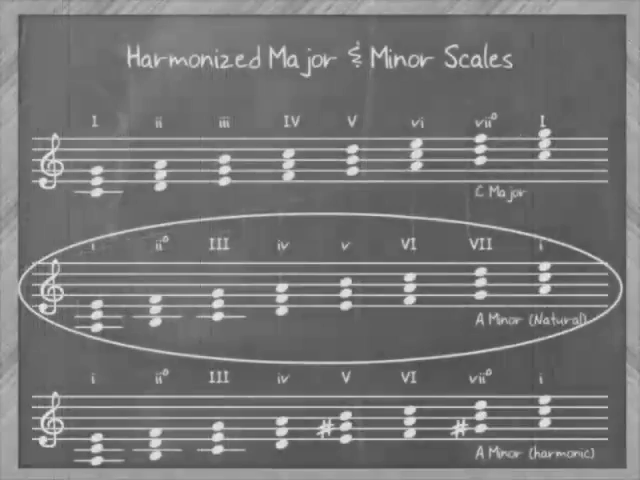 Harmonized Major & Minor Scales
I ii iii IV V vi vii° I
C Major
i ii° III iv v VI VII i
A Minor (Natural)
i ii° III iv V VI vii° i
A Minor (harmonic)